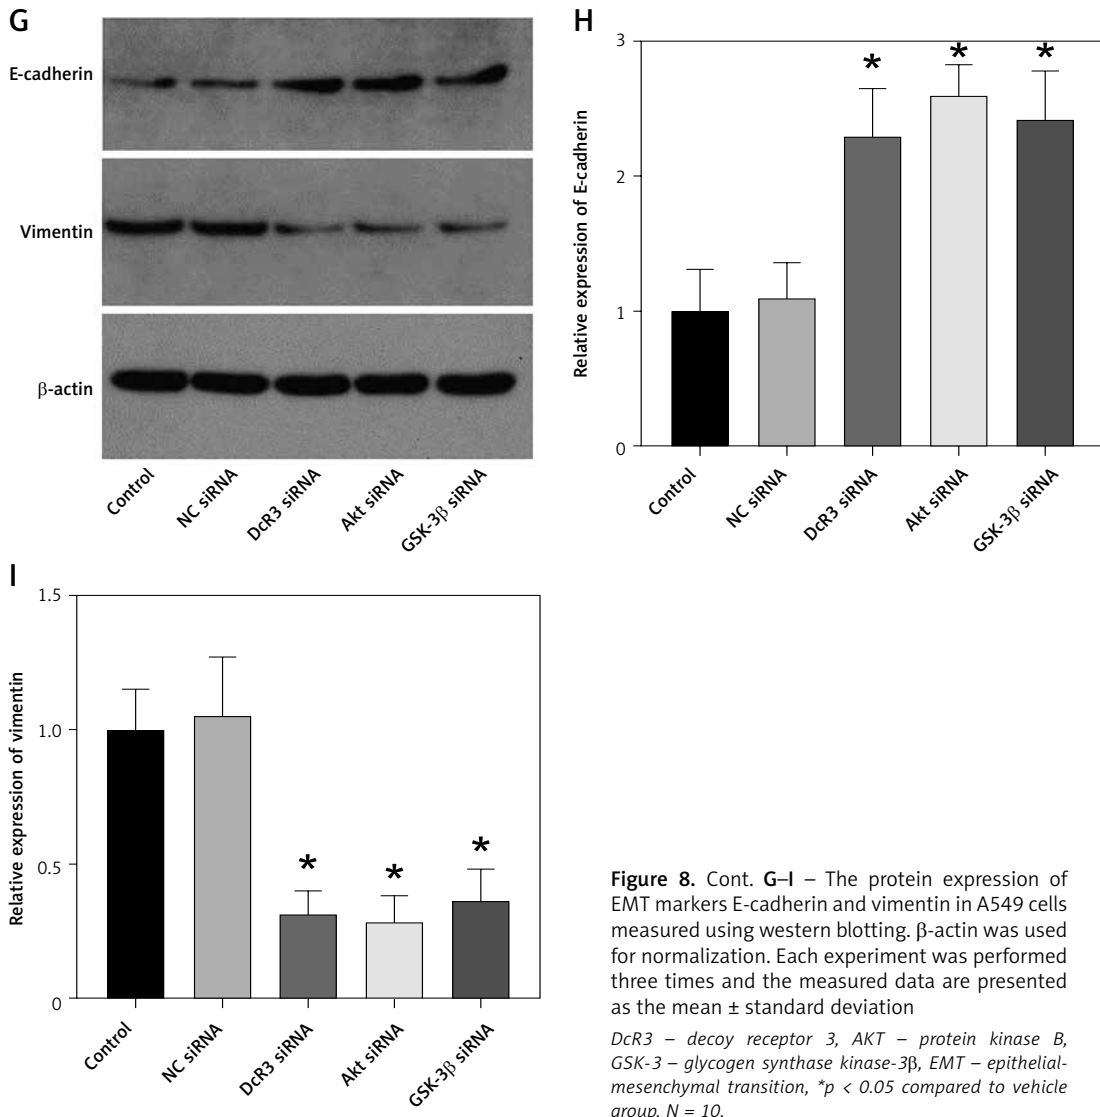 G
E-cadherin
Vimentin
β-actin
Control
NC siRNA
DcR3 siRNA
Akt siRNA
GSK-3β siRNA
H
Relative expression of E-cadherin
3
2
1
0
*
*
*
Control
NC siRNA
DcR3 siRNA
Akt siRNA
GSK-3β siRNA
I
Relative expression of vimentin
1.5
1.0
0.5
0
*
*
*
Control
NC siRNA
DcR3 siRNA
Akt siRNA
GSK-3β siRNA
Figure 8. Cont. G–I – The protein expression of
EMT markers E-cadherin and vimentin in A549 cells
measured using western blotting. β-actin was used
for normalization. Each experiment was performed
three times and the measured data are presented
as the mean ± standard deviation
DcR3 – decoy receptor 3, AKT – protein kinase B,
GSK-3 – glycogen synthase kinase-3β, EMT – epithelial-
mesenchymal transition, *p < 0.05 compared to vehicle
group. N = 10.